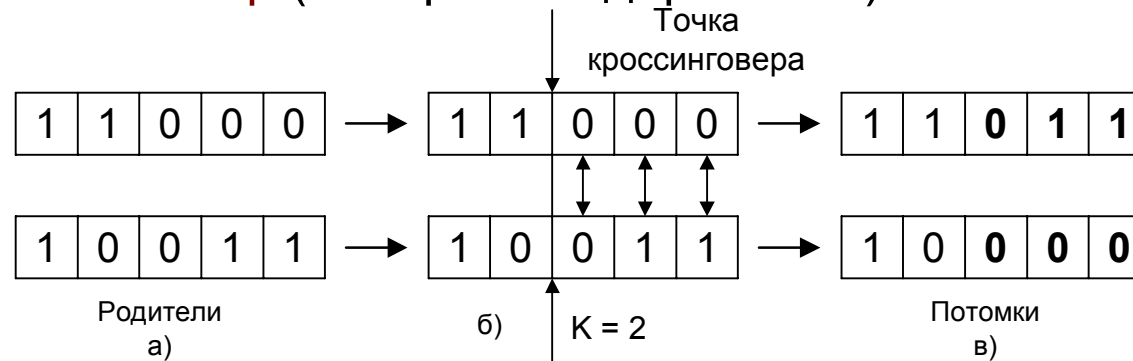 Точка
кроссинговера
1 1 0 0 0
1 1 0 0 0
1 1 0 1 1
1 0 0 1 1
1 0 0 1 1
1 0 0 0 0
Родители
а)
б)
K = 2
Потомки
в)